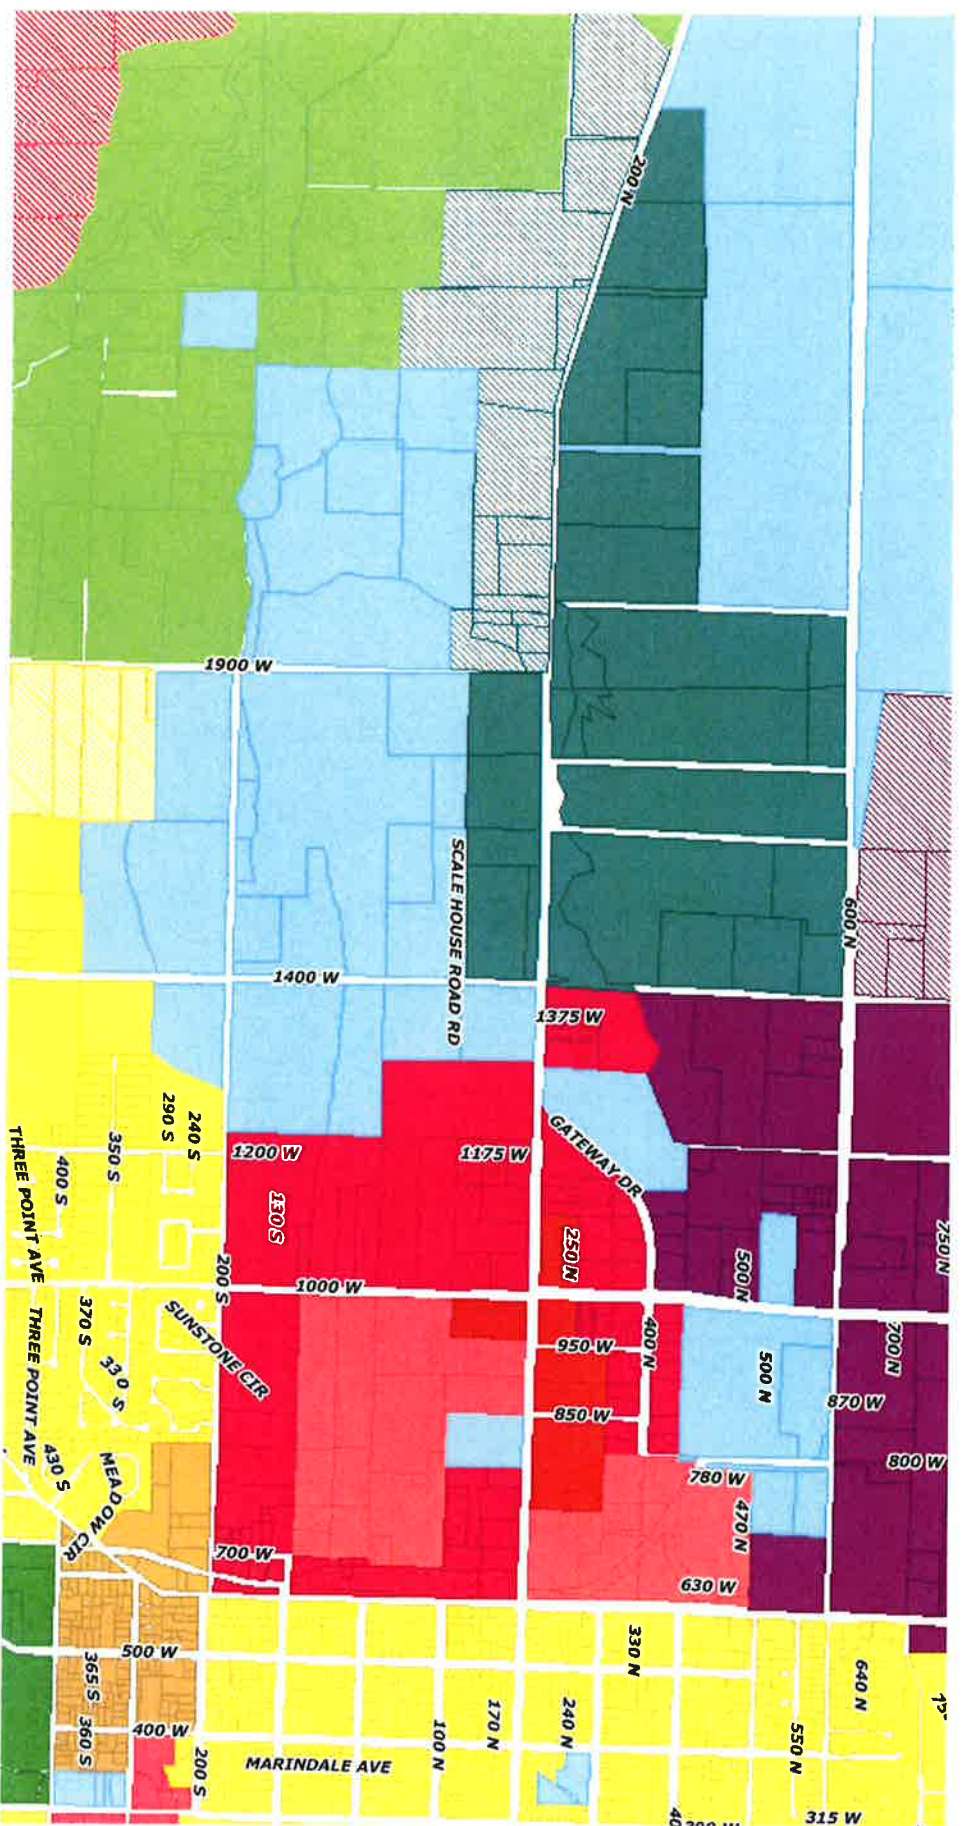 200 N
1900 W
SCALE HOUSE ROAD RD
600 N
1400 W
1375 W
GATEWAY DR
240 S
290 S
350 S
400 S
THREE POINT AVE
1200 W
1175 W
130 S
250 N
500 N
750 N
200 S
1000 W
SUNSTONE CIR
370 S
330 S
THREE POINT AVE
430 S
MEADOW CIR
950 W
400 N
850 W
500 N
700 N
870 W
800 W
780 W
470 N
700 W
630 W
500 W
365 S
360 S
400 W
200 S
MARINDALE AVE
100 N
170 N
240 N
330 N
550 N
640 N
315 W